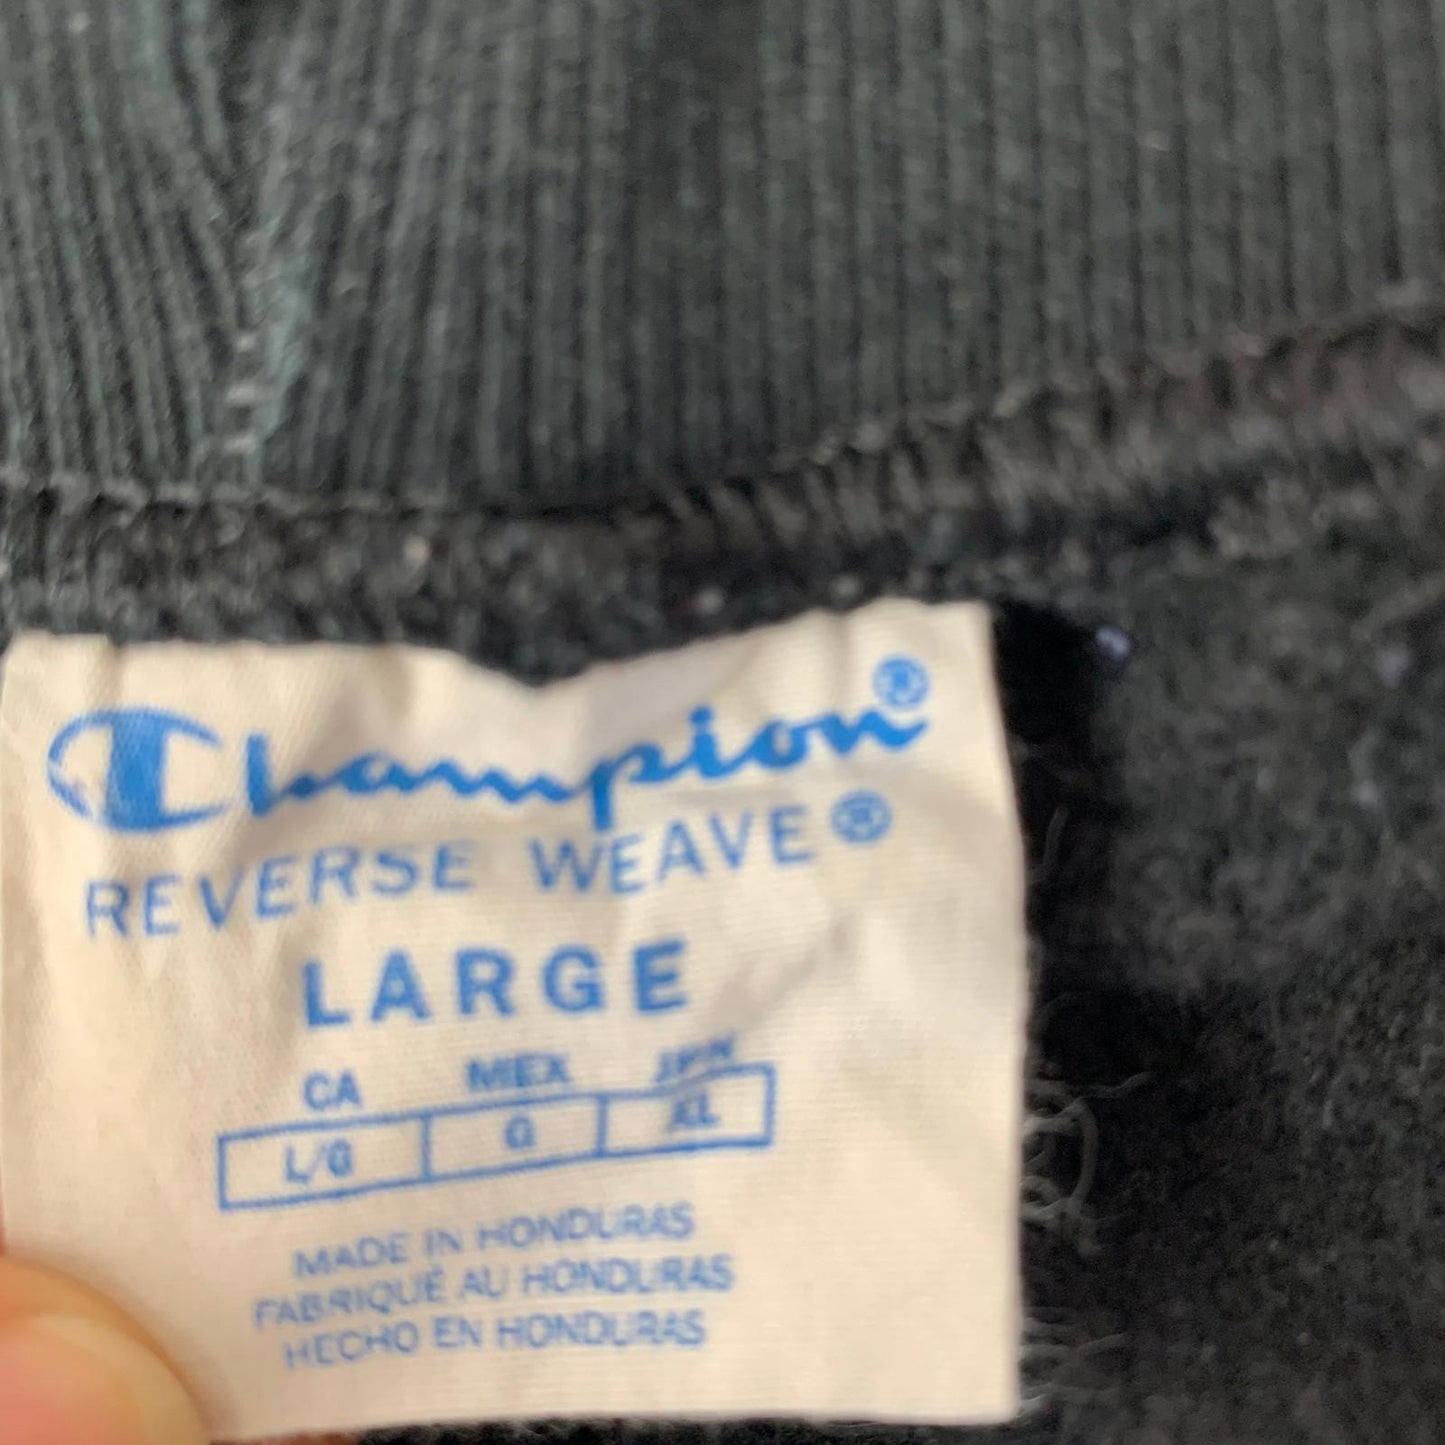 Champion®
REVERSE WEAVE®
LARGE
CA MEX JPN
L/G G XL
MADE IN HONDURAS
FABRIQUÉ AU HONDURAS
HECHO EN HONDURAS